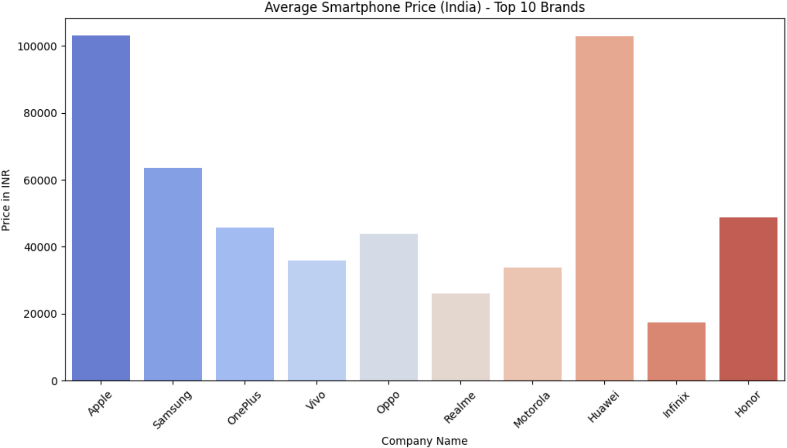 Average Smartphone Price (India) - Top 10 Brands
Price in INR
100000
80000
60000
40000
20000
0
Apple
Samsung
OnePlus
Vivo
Oppo
Realme
Motorola
Huawei
Infinix
Honor
Company Name